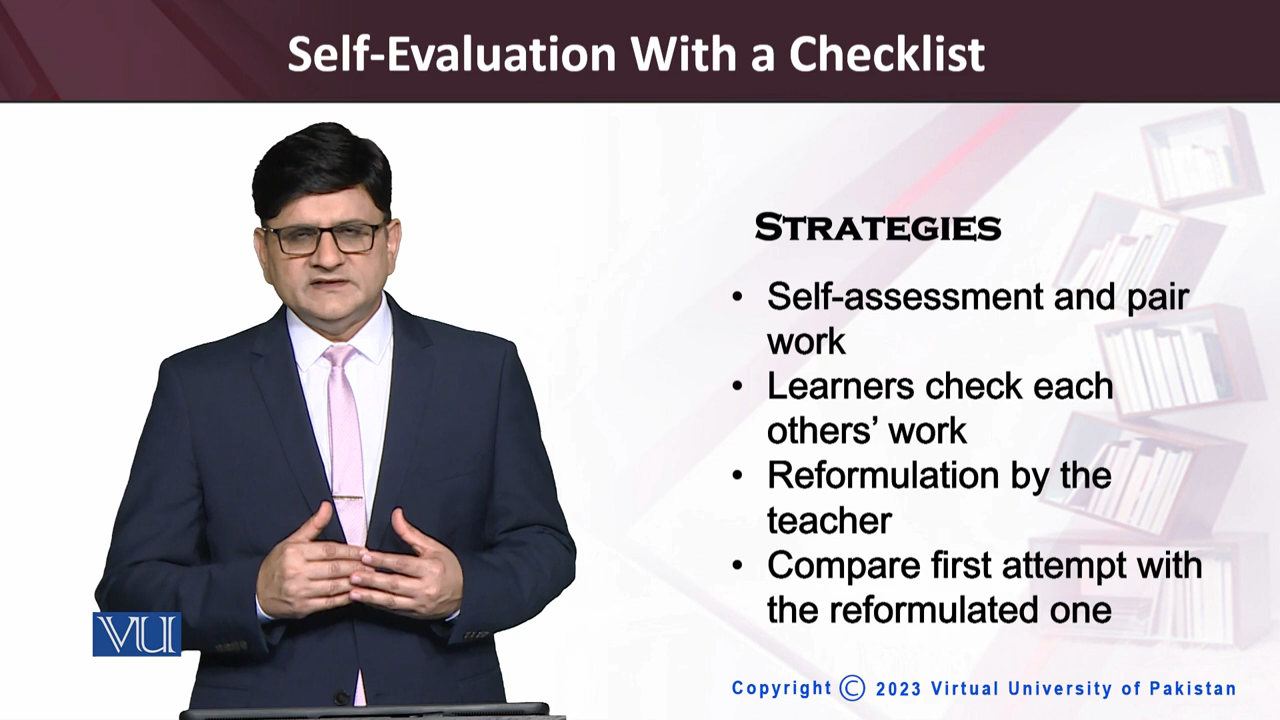 Self-Evaluation With a Checklist
STRATEGIES
• Self-assessment and pair
work
• Learners check each
others’ work
• Reformulation by the
teacher
• Compare first attempt with
the reformulated one
VU
Copyright © 2023 Virtual University of Pakistan